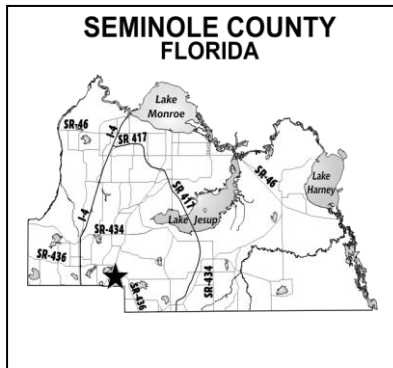 SEMINOLE COUNTY
FLORIDA
Lake
Monroe
SR-46
I-4
SR 417
SR-46
Lake
Harney
SR 417
Lake Jesup
I-4
SR-434
SR-436
SR-436
SR-434